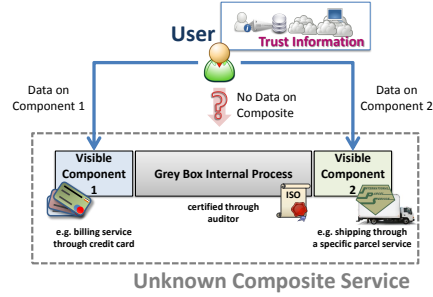 User
Trust Information
Data on
Component 1
No Data on
Composite
Data on
Component 2
Visible
Component
1
Grey Box Internal Process
Visible
Component
2
certified through
auditor
ISO
e.g. billing service
through credit card
e.g. shipping through
a specific parcel service
Unknown Composite Service